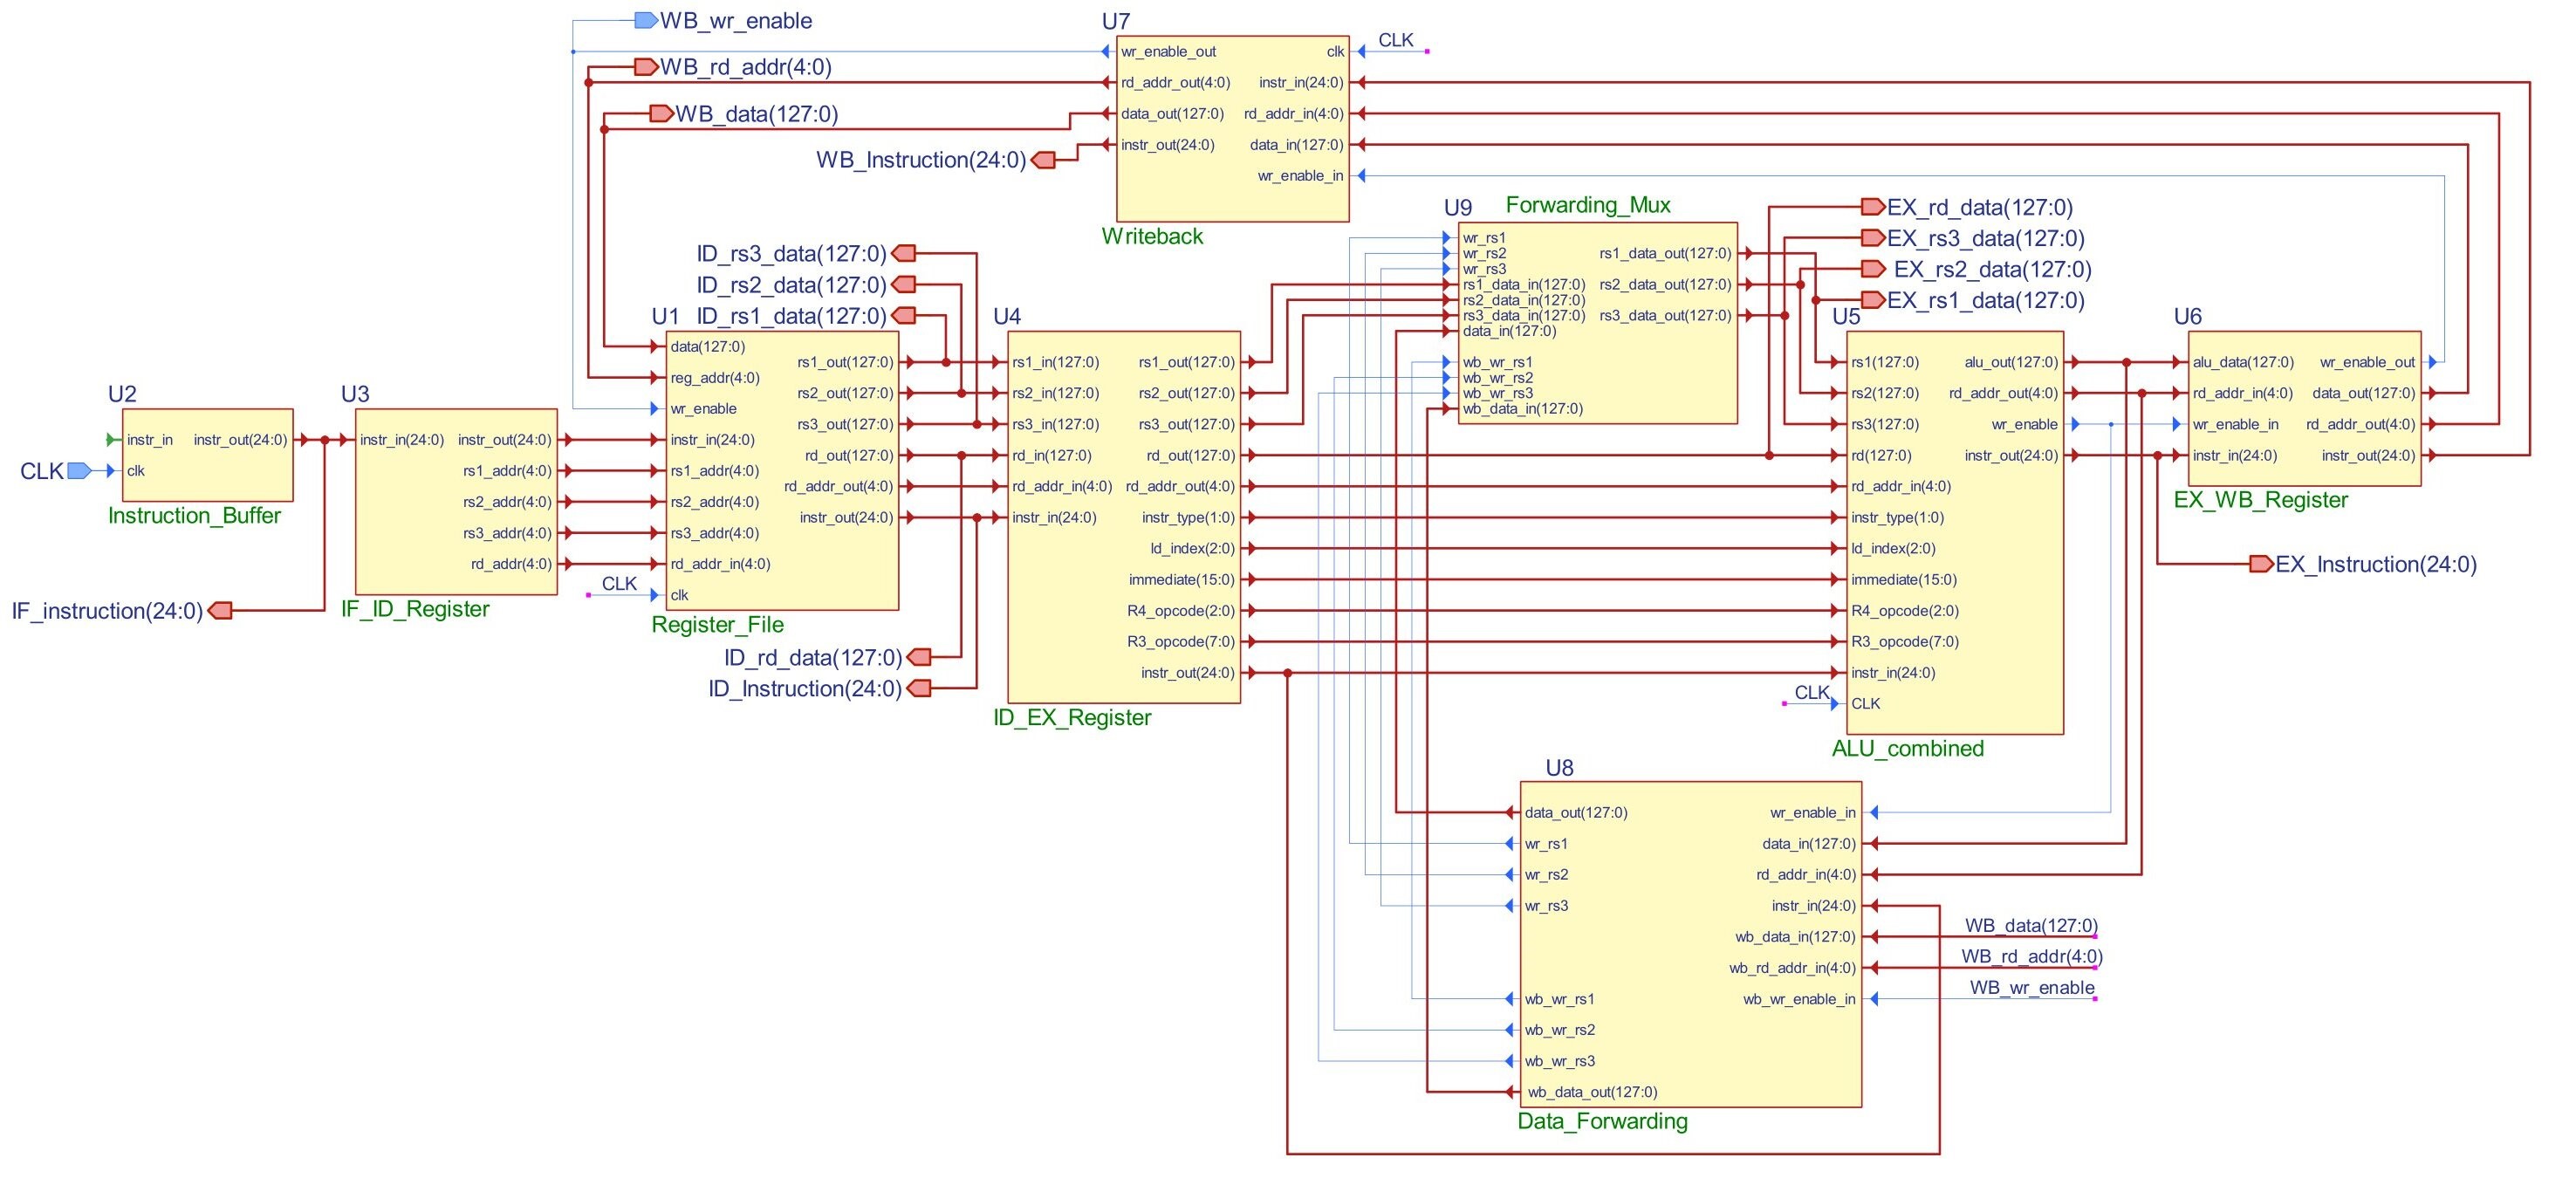 WB_wr_enable
WB_rd_addr(4:0)
WB_data(127:0)
WB_Instruction(24:0)
U7
wr_enable_out
rd_addr_out(4:0)
data_out(127:0)
instr_out(24:0)
clk
instr_in(24:0)
rd_addr_in(4:0)
data_in(127:0)
wr_enable_in
Writeback
CLK
ID_rs3_data(127:0)
ID_rs2_data(127:0)
ID_rs1_data(127:0)
U2
instr_in
clk
instr_out(24:0)
Instruction_Buffer
CLK
IF_instruction(24:0)
U3
instr_in(24:0)
instr_out(24:0)
rs1_addr(4:0)
rs2_addr(4:0)
rs3_addr(4:0)
rd_addr(4:0)
IF_ID_Register
U1
data(127:0)
reg_addr(4:0)
wr_enable
instr_in(24:0)
rs1_addr(4:0)
rs2_addr(4:0)
rs3_addr(4:0)
rd_addr_in(4:0)
clk
rs1_out(127:0)
rs2_out(127:0)
rs3_out(127:0)
rd_out(127:0)
rd_addr_out(4:0)
instr_out(24:0)
Register_File
CLK
ID_rd_data(127:0)
ID_Instruction(24:0)
U4
rs1_in(127:0)
rs2_in(127:0)
rs3_in(127:0)
rd_in(127:0)
rd_addr_in(4:0)
instr_in(24:0)
rs1_out(127:0)
rs2_out(127:0)
rs3_out(127:0)
rd_out(127:0)
rd_addr_out(4:0)
instr_type(1:0)
ld_index(2:0)
immediate(15:0)
R4_opcode(2:0)
R3_opcode(7:0)
instr_out(24:0)
ID_EX_Register
U9
Forwarding_Mux
wr_rs1
wr_rs2
wr_rs3
rs1_data_in(127:0)
rs2_data_in(127:0)
rs3_data_in(127:0)
data_in(127:0)
wb_wr_rs1
wb_wr_rs2
wb_wr_rs3
wb_data_in(127:0)
rs1_data_out(127:0)
rs2_data_out(127:0)
rs3_data_out(127:0)
EX_rd_data(127:0)
EX_rs3_data(127:0)
EX_rs2_data(127:0)
EX_rs1_data(127:0)
U5
rs1(127:0)
rs2(127:0)
rs3(127:0)
rd(127:0)
rd_addr_in(4:0)
instr_type(1:0)
ld_index(2:0)
immediate(15:0)
R4_opcode(2:0)
R3_opcode(7:0)
instr_in(24:0)
CLK
alu_out(127:0)
rd_addr_out(4:0)
wr_enable
instr_out(24:0)
ALU_combined
CLK
U6
alu_data(127:0)
rd_addr_in(4:0)
wr_enable_in
instr_in(24:0)
wr_enable_out
data_out(127:0)
rd_addr_out(4:0)
instr_out(24:0)
EX_WB_Register
EX_Instruction(24:0)
U8
data_out(127:0)
wr_rs1
wr_rs2
wr_rs3
wb_wr_rs1
wb_wr_rs2
wb_wr_rs3
wb_data_out(127:0)
wr_enable_in
data_in(127:0)
rd_addr_in(4:0)
instr_in(24:0)
wb_data_in(127:0)
wb_rd_addr_in(4:0)
wb_wr_enable_in
Data_Forwarding
WB_data(127:0)
WB_rd_addr(4:0)
WB_wr_enable